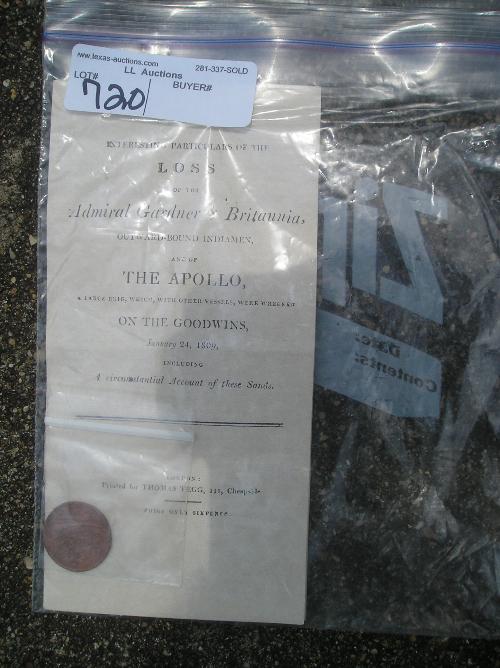 www.texas-auctions.com
281-337-SOLD
LL Auctions
LOT#
BUYER#
720
INTERESTING PARTICULARS OF THE
LOSS
OF THE
Admiral Gardner & Britannia,
OUTWARD-BOUND INDIAMEN,
AND OF
THE APOLLO,
A LARGE BRIG, WHICH, WITH OTHER VESSELS, WERE WRECKED
ON THE GOODWINS,
January 24, 1809,
INCLUDING
A circumstantial Account of these Sands.
LONDON:
Printed for THOMAS TEGG, 111, Cheapside
PRICE ONLY SIXPENCE
Zi
Date:
Contents: